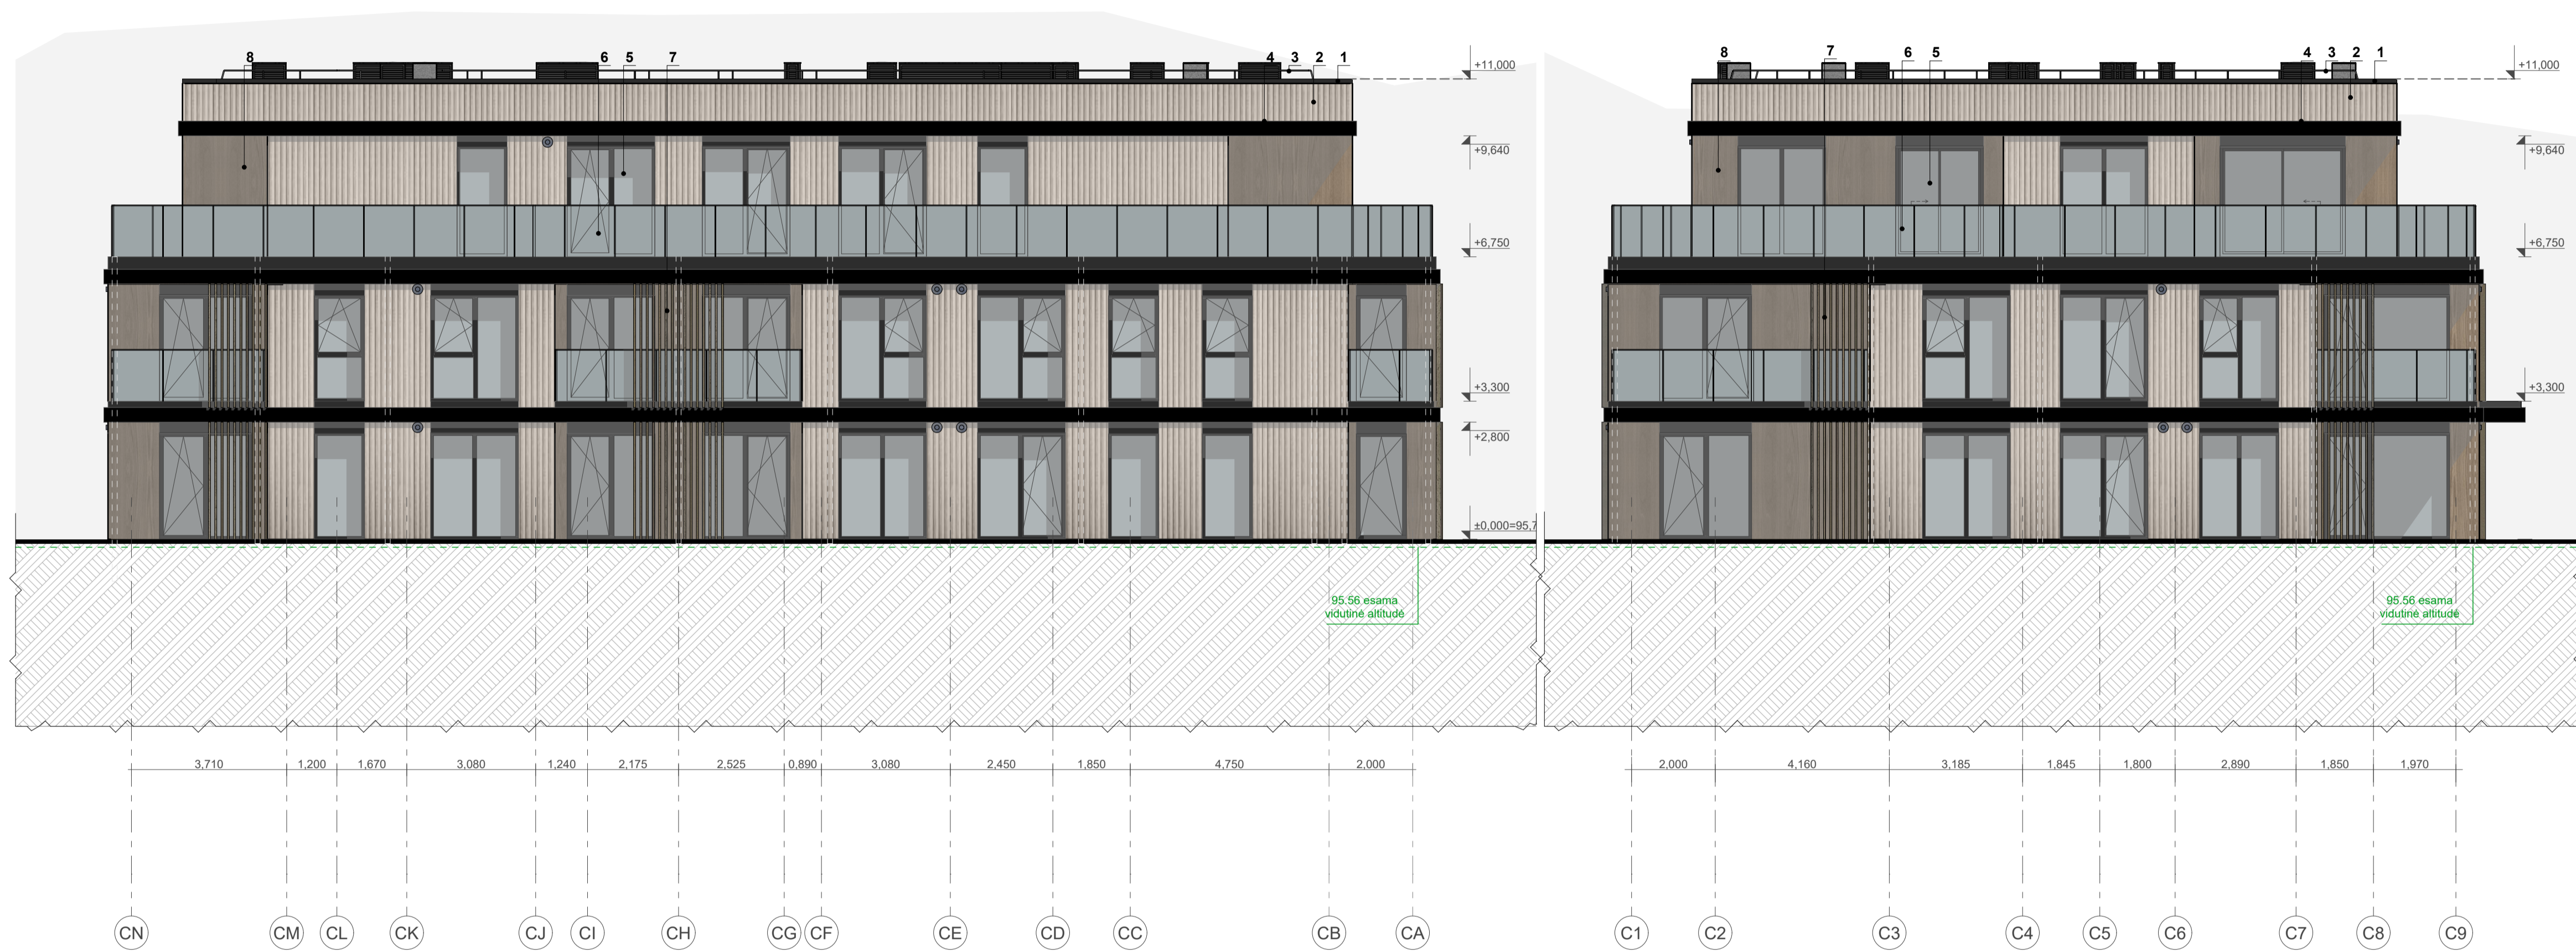 8
6
5
7
4
3
2
1
+11,000
+9,640
+6,750
+3,300
+2,800
±0,000=95,7
95.56 esama
vidutinė altitudė
3,710
1,200
1,670
3,080
1,240
2,175
2,525
0,890
3,080
2,450
1,850
4,750
2,000
CN
CM
CL
CK
CJ
CI
CH
CG
CF
CE
CD
CC
CB
CA
8
7
6
5
4
3
2
1
+11,000
+9,640
+6,750
+3,300
95.56 esama
vidutinė altitudė
2,000
4,160
3,185
1,845
1,800
2,890
1,850
1,970
C1
C2
C3
C4
C5
C6
C7
C8
C9